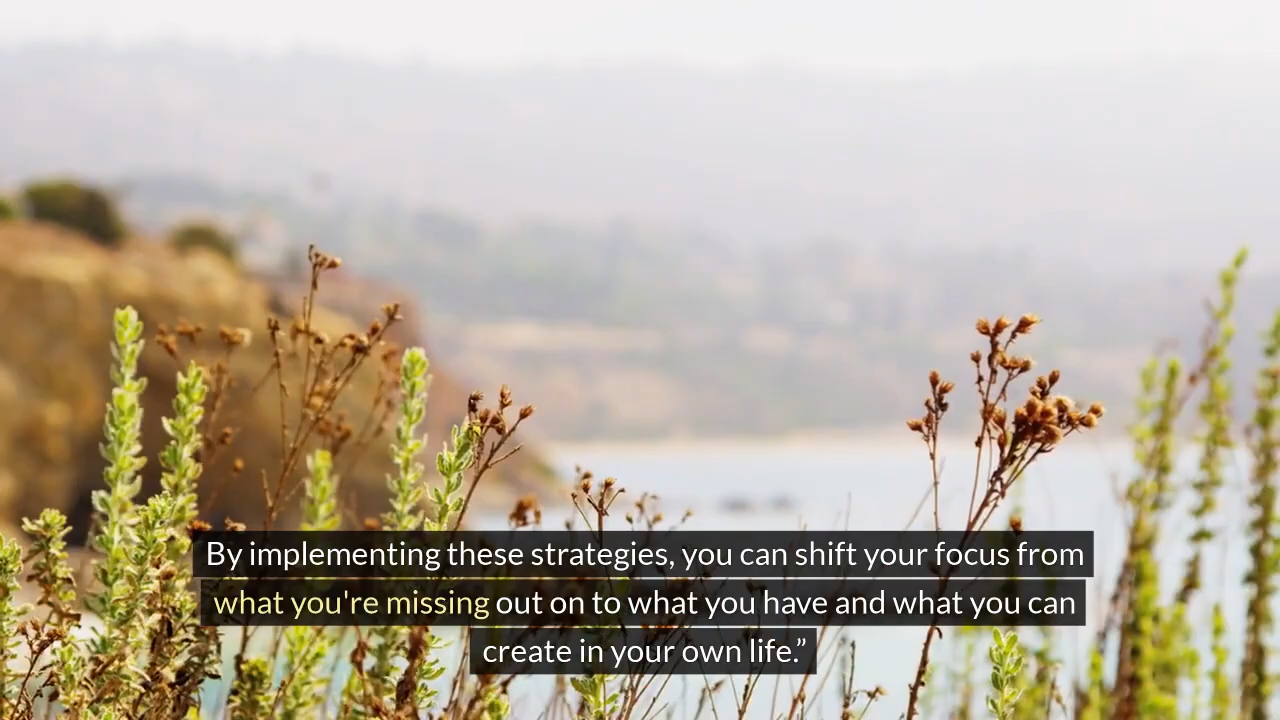 By implementing these strategies, you can shift your focus from
what you're missing out on to what you have and what you can
create in your own life.”